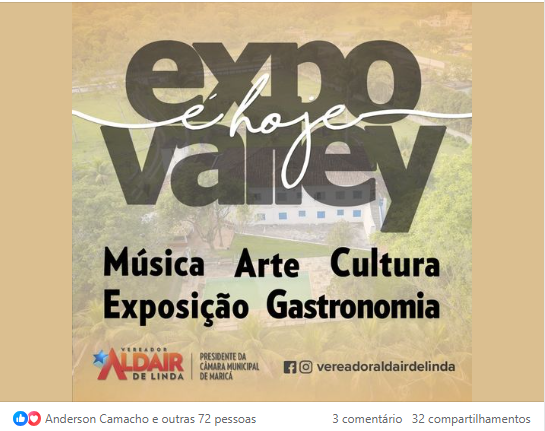 expo
é hoje
valley
Música Arte Cultura
Exposição Gastronomia
VEREADOR
ALDAIR
DE LINDA
PRESIDENTE DA
CÂMARA MUNICIPAL
DE MARICÁ
vereadoraldairdelinda
Anderson Camacho e outras 72 pessoas
3 comentário
32 compartilhamentos